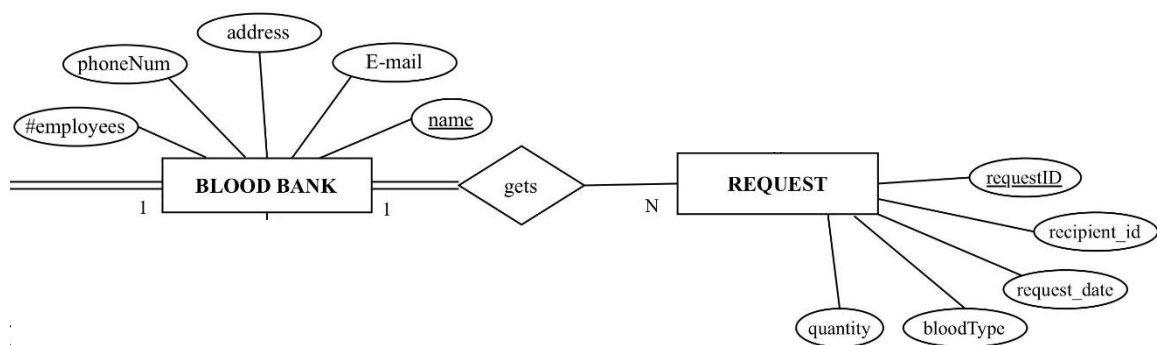 address
phoneNum
E-mail
#employees
name
BLOOD BANK
gets
REQUEST
1
1
N
requestID
recipient_id
request_date
quantity
bloodType